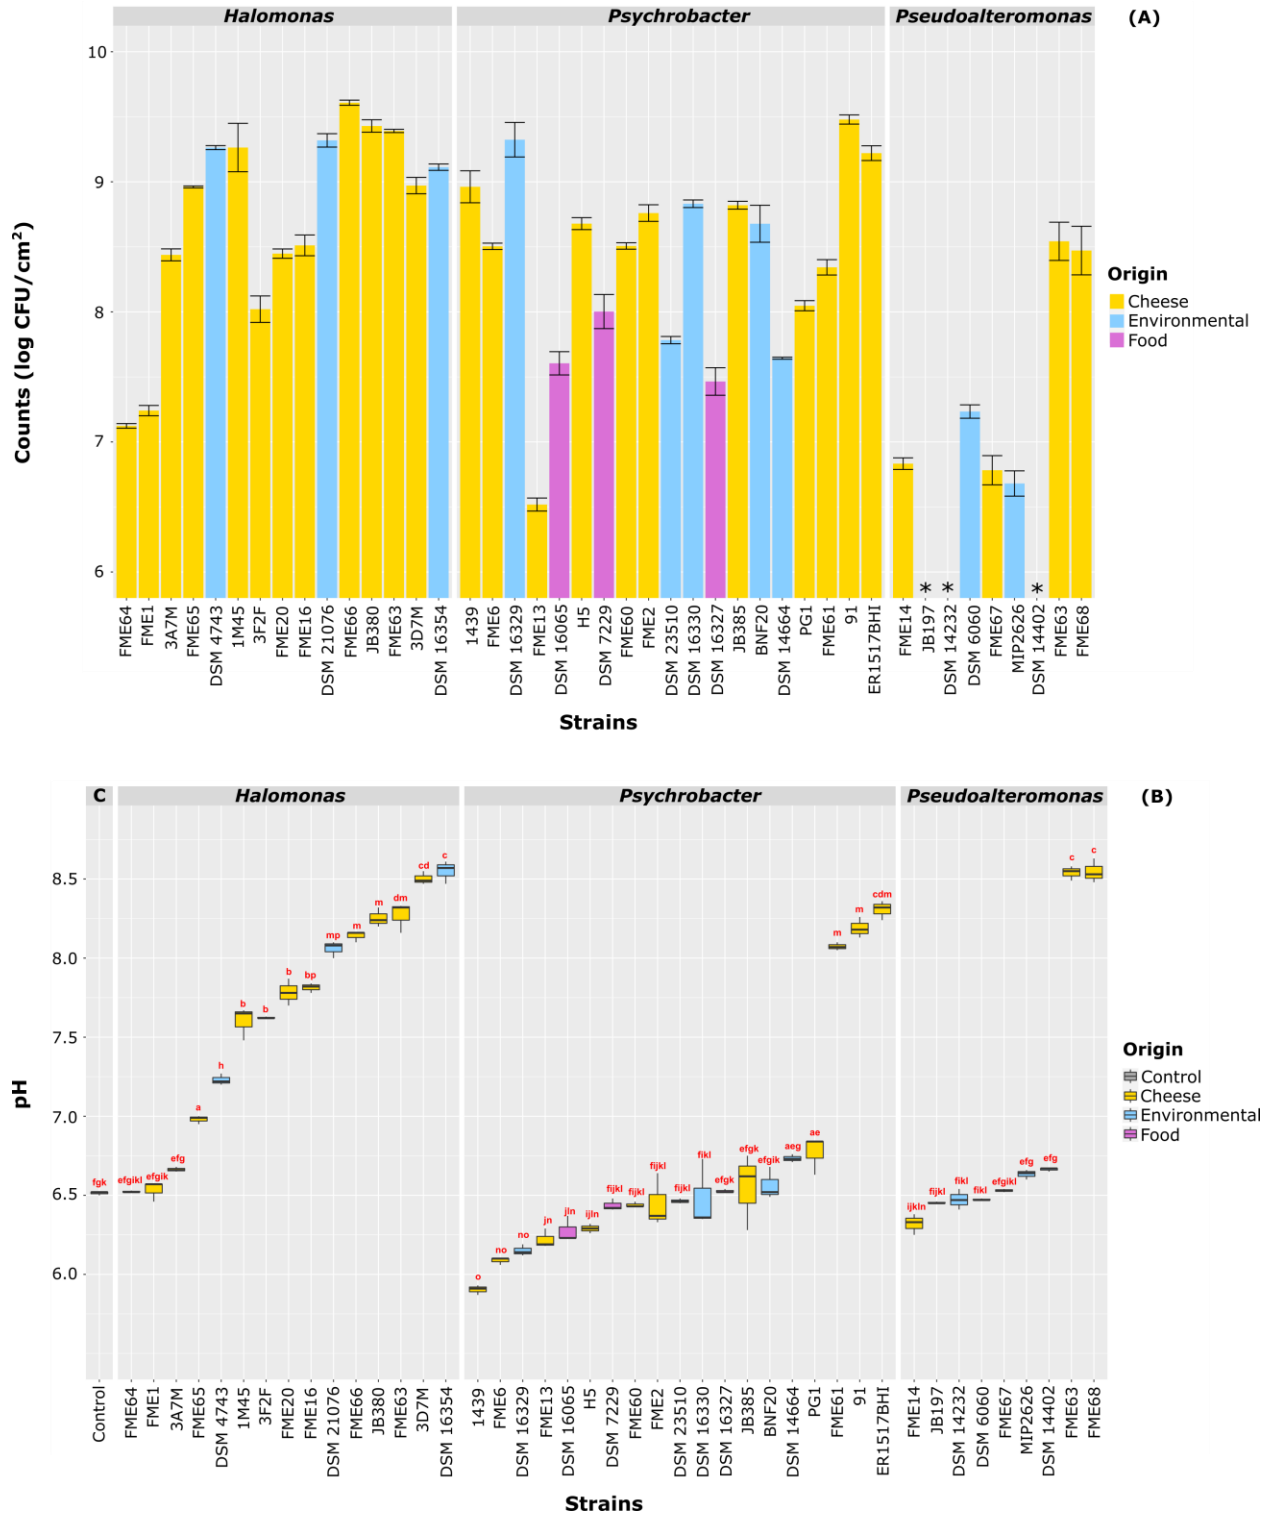 Halomonas Psychrobacter Pseudoalteromonas (A)
10
9
8
7
6
Counts (log CFU/cm²)
* * *
FME64 FME1 3A7M FME65 DSM 4743 1M45 3F2F FME20 FME16 DSM 21076 FME66 JB380 FME63 3D7M DSM 16354 1439 FME6 DSM 16329 FME13 DSM 16065 H5 DSM 7229 FME60 FME2 DSM 23510 DSM 16330 DSM 16327 JB385 BNF20 DSM 14664 PG1 FME61 91 ER1517BHI FME14 JB197 DSM 14232 DSM 6060 FME67 MIP2626 DSM 14402 FME63 FME68
Strains
Origin
Cheese
Environmental
Food
C Halomonas Psychrobacter Pseudoalteromonas (B)
8.5
8.0
7.5
7.0
6.5
6.0
pH
fgk efgikl efgik efg a h b b b bp mp m m dm cd c o no no jn jln ijln fijkl fijkl fijkl fijkl fikl efgk efgk efgik aeg ae m m cdm ijkln ijkl fikl fikl efgikl efg efg c c
Control FME64 FME1 3A7M FME65 DSM 4743 1M45 3F2F FME20 FME16 DSM 21076 FME66 JB380 FME63 3D7M DSM 16354 1439 FME6 DSM 16329 FME13 DSM 16065 H5 DSM 7229 FME60 FME2 DSM 23510 DSM 16330 DSM 16327 JB385 BNF20 DSM 14664 PG1 FME61 91 ER1517BHI FME14 JB197 DSM 14232 DSM 6060 FME67 MIP2626 DSM 14402 FME63 FME68
Strains
Origin
Control
Cheese
Environmental
Food